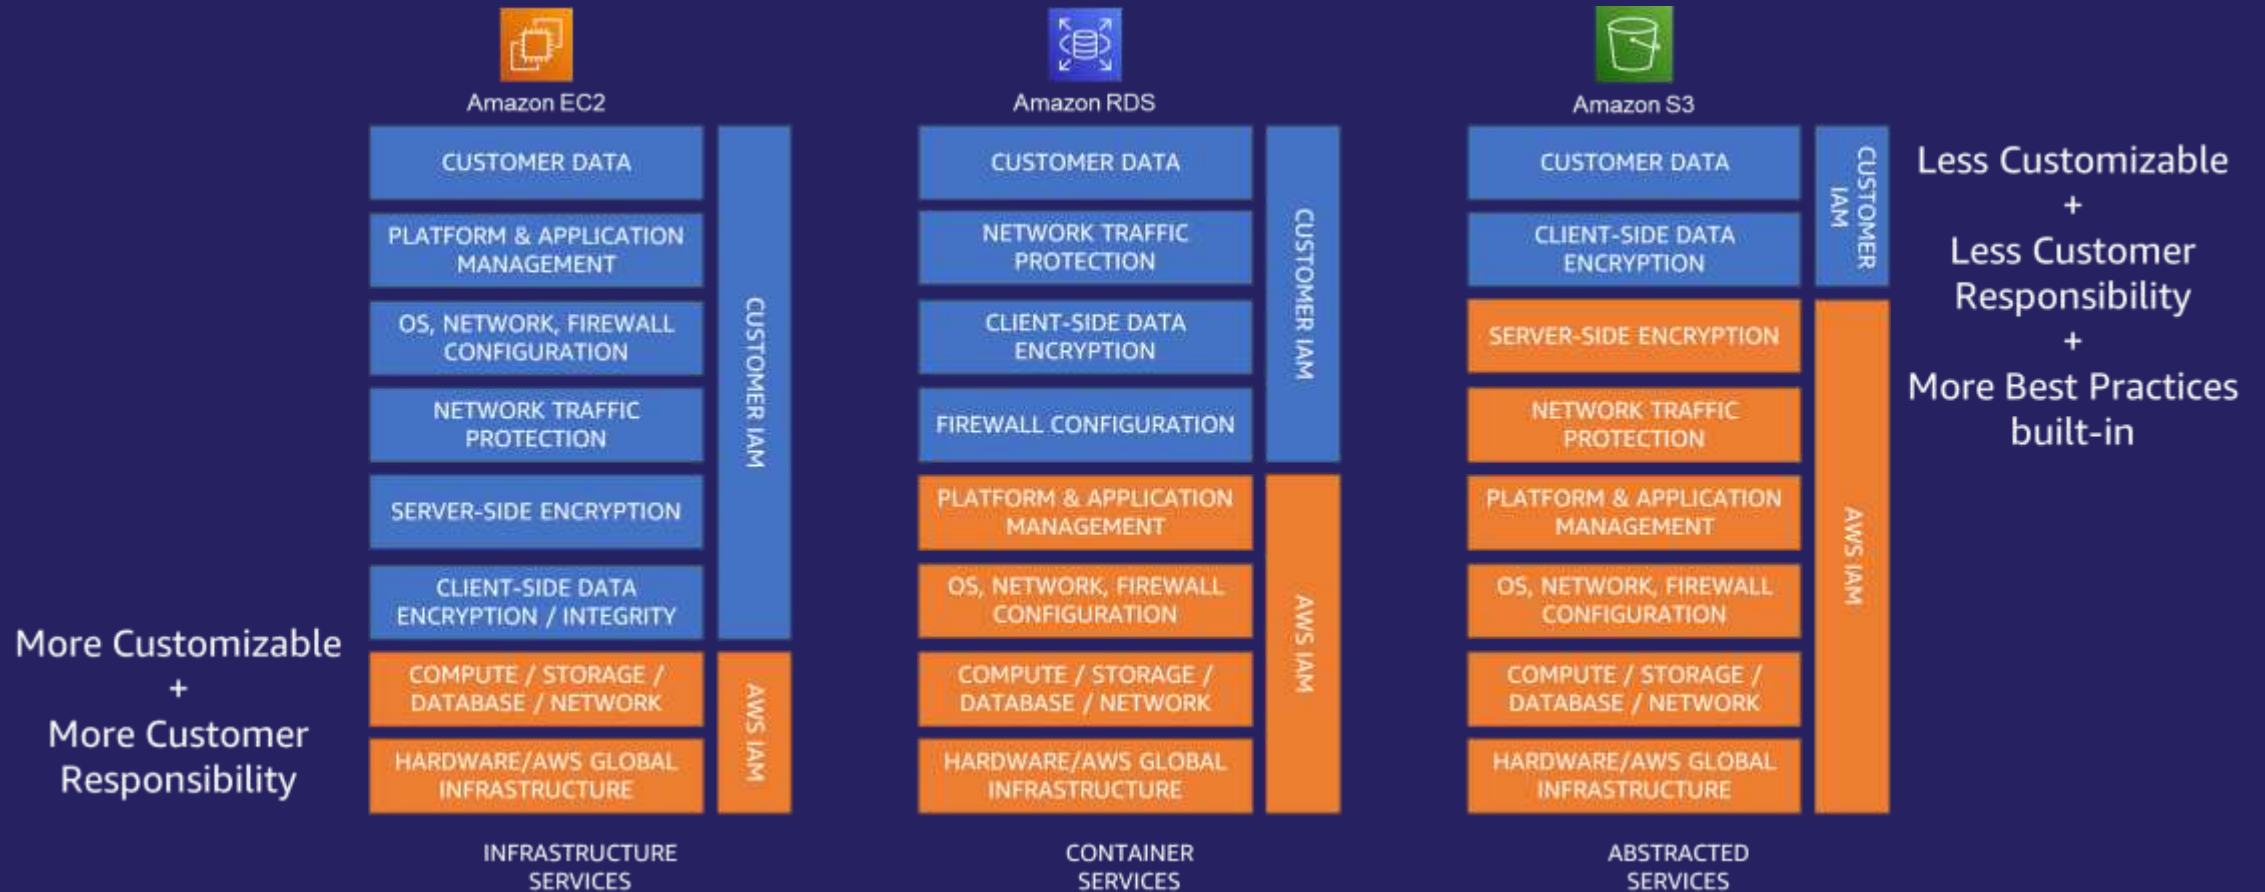 Amazon EC2
CUSTOMER DATA
PLATFORM & APPLICATION
MANAGEMENT
OS, NETWORK, FIREWALL
CONFIGURATION
NETWORK TRAFFIC
PROTECTION
SERVER-SIDE ENCRYPTION
CLIENT-SIDE DATA
ENCRYPTION / INTEGRITY
COMPUTE / STORAGE /
DATABASE / NETWORK
HARDWARE/AWS GLOBAL
INFRASTRUCTURE
CUSTOMER IAM
AWS IAM
INFRASTRUCTURE
SERVICES
More Customizable
+
More Customer
Responsibility
Amazon RDS
CUSTOMER DATA
NETWORK TRAFFIC
PROTECTION
CLIENT-SIDE DATA
ENCRYPTION
FIREWALL CONFIGURATION
PLATFORM & APPLICATION
MANAGEMENT
OS, NETWORK, FIREWALL
CONFIGURATION
COMPUTE / STORAGE /
DATABASE / NETWORK
HARDWARE/AWS GLOBAL
INFRASTRUCTURE
CUSTOMER IAM
AWS IAM
CONTAINER
SERVICES
Amazon S3
CUSTOMER DATA
CLIENT-SIDE DATA
ENCRYPTION
SERVER-SIDE ENCRYPTION
NETWORK TRAFFIC
PROTECTION
PLATFORM & APPLICATION
MANAGEMENT
OS, NETWORK, FIREWALL
CONFIGURATION
COMPUTE / STORAGE /
DATABASE / NETWORK
HARDWARE/AWS GLOBAL
INFRASTRUCTURE
CUSTOMER
IAM
AWS IAM
ABSTRACTED
SERVICES
Less Customizable
+
Less Customer
Responsibility
+
More Best Practices
built-in